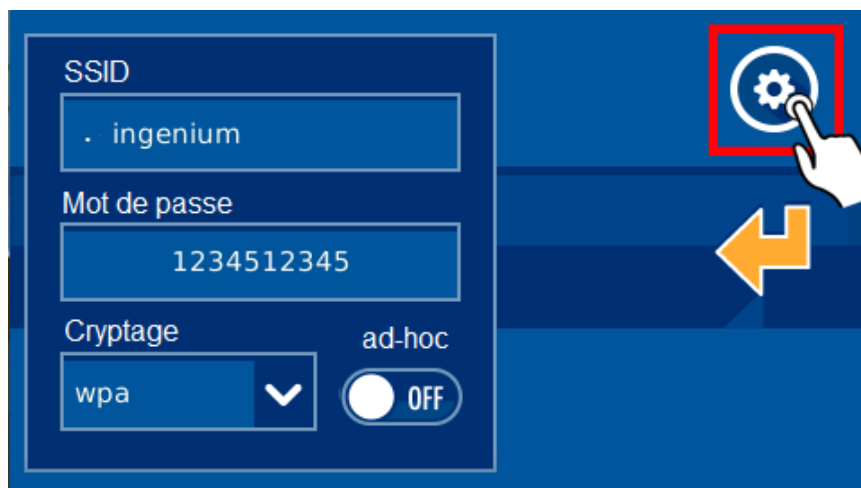 SSID
. ingenium
Mot de passe
1234512345
Cryptage
ad-hoc
wpa
OFF